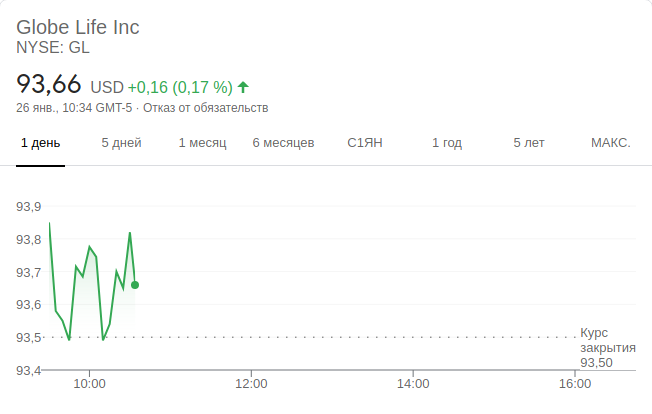 Globe Life Inc
NYSE: GL
93,66 USD +0,16 (0,17 %)
26 янв., 10:34 GMT-5 · Отказ от обязательств
1 день 5 дней 1 месяц 6 месяцев С1ЯН 1 год 5 лет МАКС.
93,9
93,8
93,7
93,6
93,5
Курс
закрытия
93,50
93,4
10:00 12:00 14:00 16:00